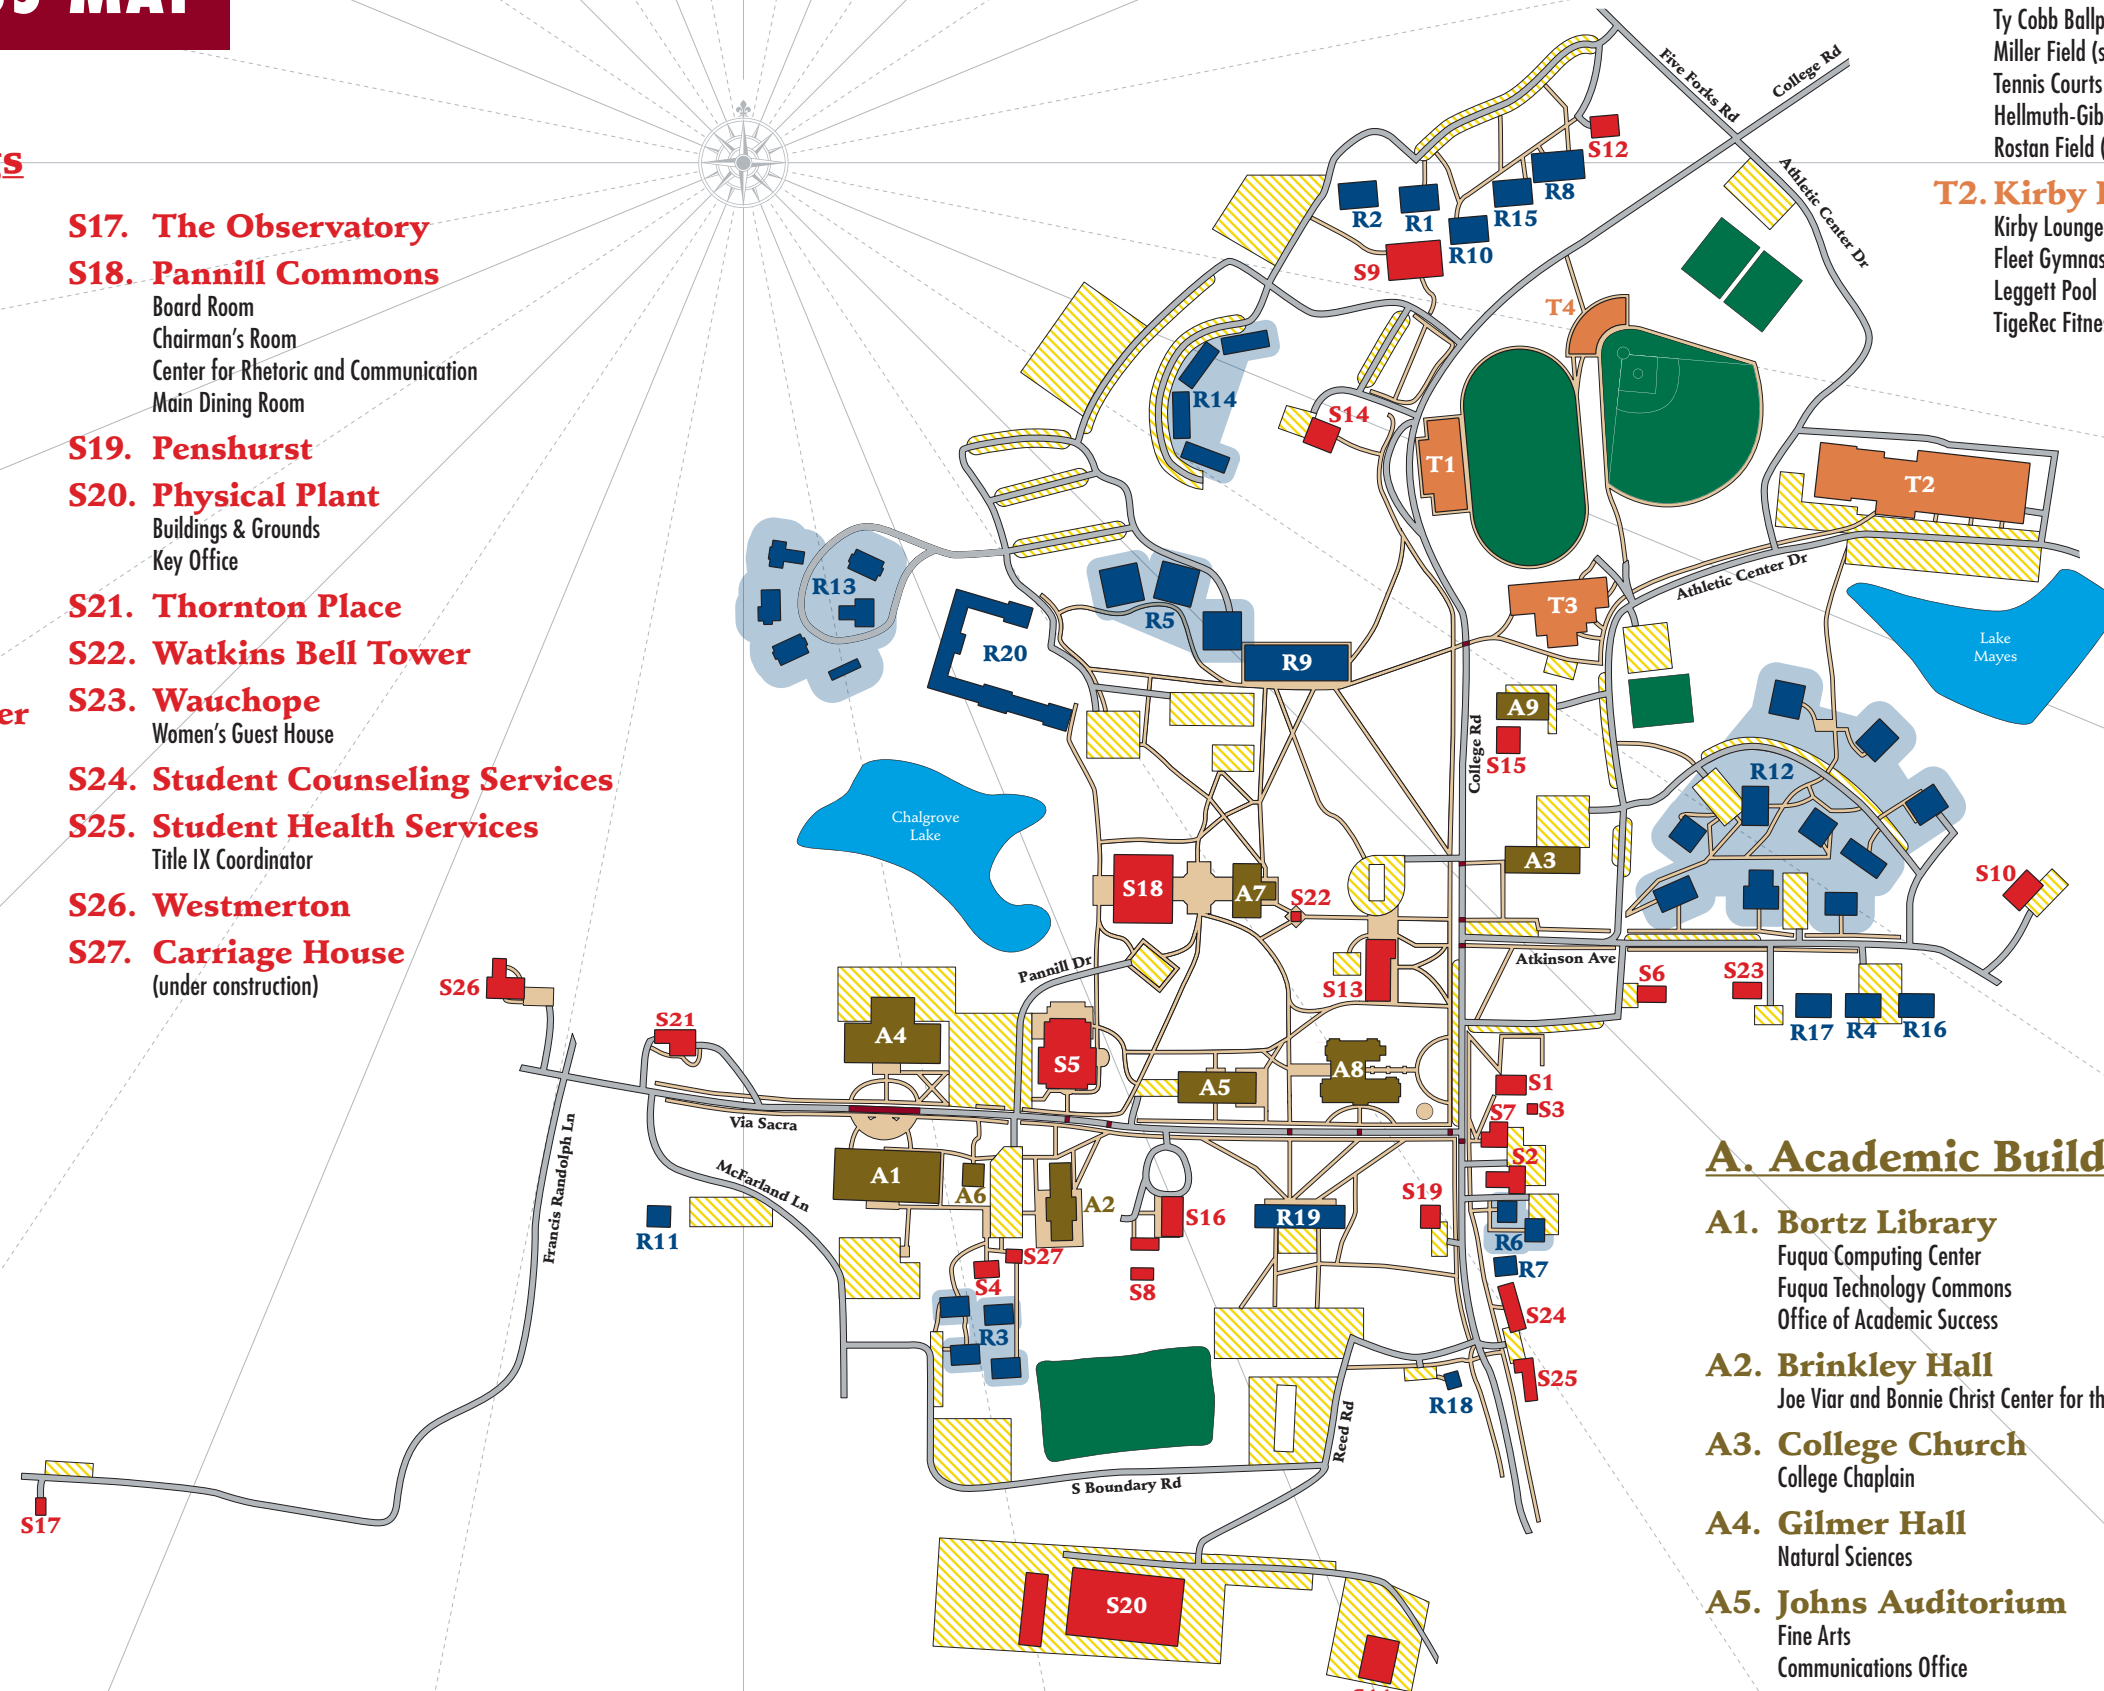 MAP
S17. The Observatory
S18. Pannill Commons
Board Room
Chairman's Room
Center for Rhetoric and Communication
Main Dining Room
S19. Penshurst
S20. Physical Plant
Buildings & Grounds
Key Office
S21. Thornton Place
S22. Watkins Bell Tower
S23. Wauchope
Women's Guest House
S24. Student Counseling Services
S25. Student Health Services
Title IX Coordinator
S26. Westmerton
S27. Carriage House
(under construction)
Ty Cobb
Miller Field
Tennis Courts
Rostan Field
T2. Kirby
Kirby Lounge
Leggett Pool
Five Forks Rd
College Rd
Athletic Center Dr
S12
R8
R2
R1
R15
R10
S9
T4
R14
S14
T1
T2
Athletic Center Dr
R13
R5
T3
R20
R9
Lake
Mayes
A9
College Rd
S15
R12
Chalgrove
Lake
A3
S18
A7
S22
S10
Pannill Dr
Atkinson Ave
S26
S13
S6
S23
S21
A4
R17
R4
R16
S5
A5
A8
S1
S3
S7
Via Sacra
Francis Randolph Ln
McFarland Ln
A1
A6
A2
S2
S19
S16
R19
R11
R6
S27
R7
S4
S8
S24
R3
S25
R18
Reed Rd
S Boundary Rd
S17
S20
A. Academic
A1. Bortz Library
Fuqua Computing Center
Fuqua Technology Commons
Office of Academic Success
A2. Brinkley Hall
Joe Viar and Bonnie Christ Center for
A3. College Church
College Chaplain
A4. Gilmer Hall
Natural Sciences
A5. Johns Auditorium
Fine Arts
Communications Office